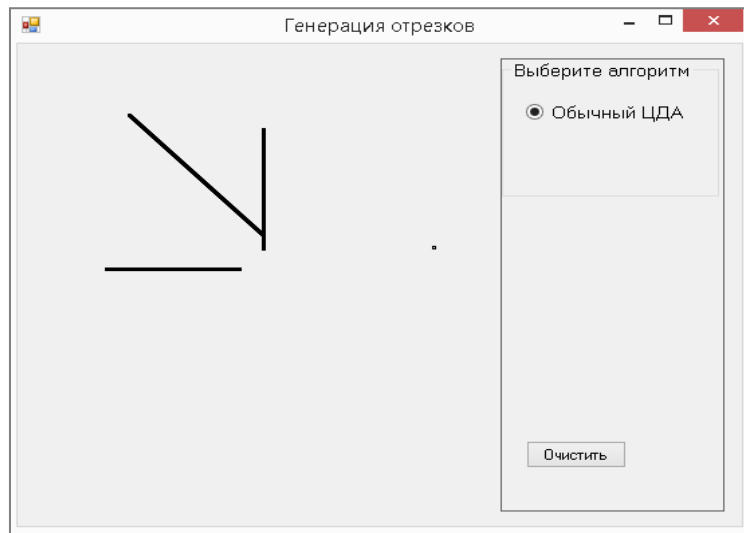 Генерация отрезков
Выберите алгоритм
Обычный ЦДА
Очистить